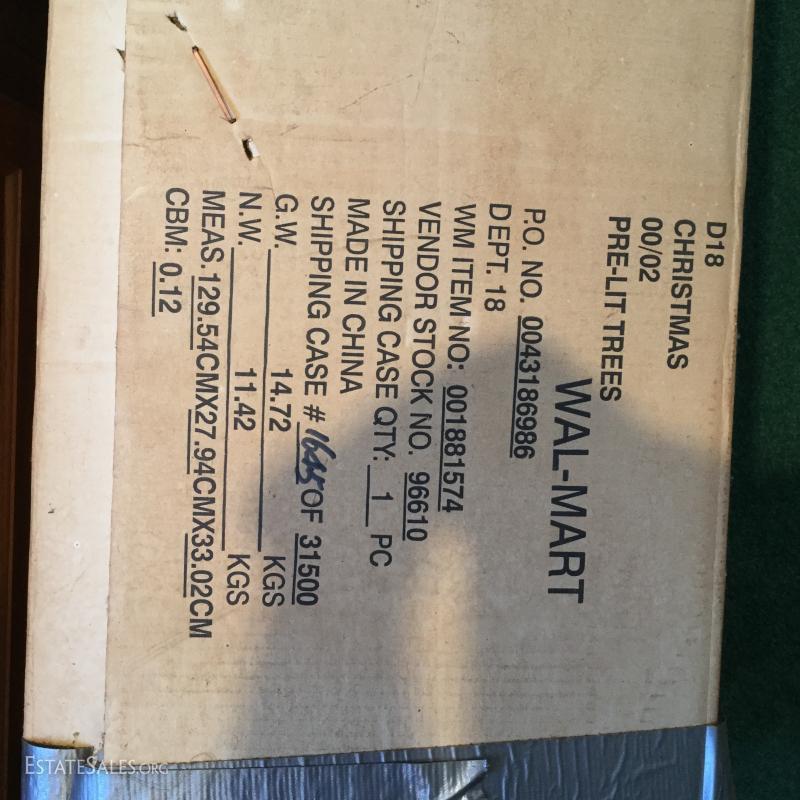 D18
CHRISTMAS
00/02
PRE-LIT TREES
WAL-MART
P.O. NO. 0043186986
DEPT. 18
WM ITEM NO: 001881574
VENDOR STOCK NO. 96610
SHIPPING CASE QTY: 1 PC
MADE IN CHINA
SHIPPING CASE # OF 31500
G.W. 14.72 KGS
N.W. 11.42 KGS
MEAS. 129.54CMX27.94CMX33.02CM
CBM: 0.12
ESTATESALES.ORG